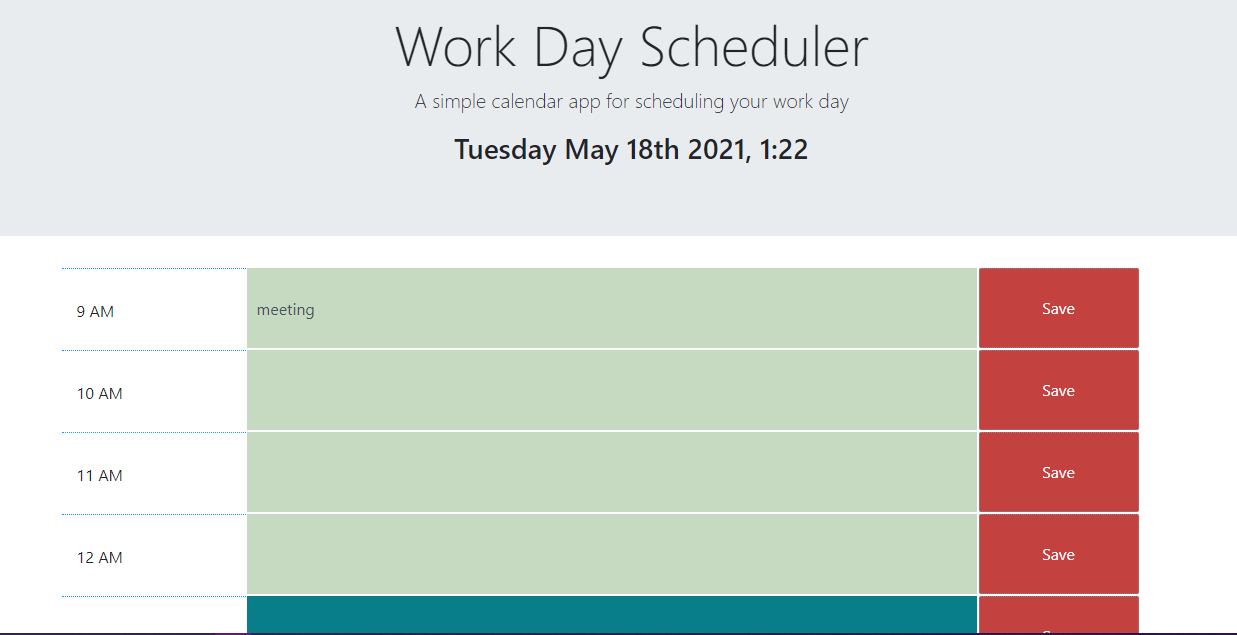 Work Day Scheduler
A simple calendar app for scheduling your work day
Tuesday May 18th 2021, 1:22
9 AM
meeting
Save
10 AM
Save
11 AM
Save
12 AM
Save